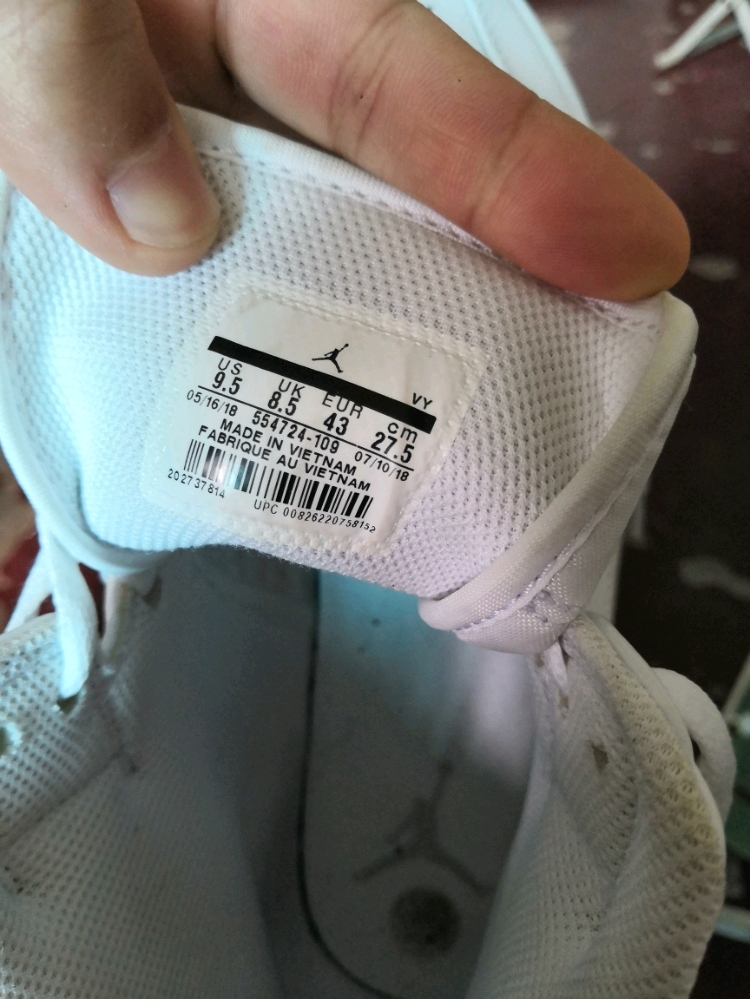 VY
US UK EUR cm
9.5 8.5 43 27.5
05/16/18 554724-109 07/10/18
MADE IN VIETNAM
FABRIQUE AU VIETNAM
202737814
UPC 00826220758152